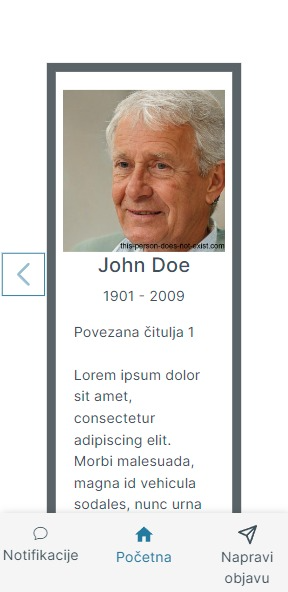 this-person-does-not-exist.com
John Doe
1901 - 2009
Povezana čitulja 1
Lorem ipsum dolor
sit amet,
consectetur
adipiscing elit.
Morbi malesuada,
magna id vehicula
sodales, nunc urna
Notifikacije
Početna
Napravi
objavu